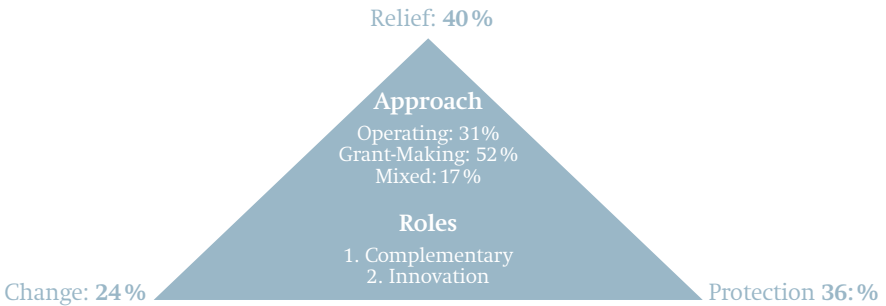 Relief: 40%
Approach
Operating: 31%
Grant-Making: 52%
Mixed: 17%
Roles
1. Complementary
2. Innovation
Change: 24%
Protection 36:%